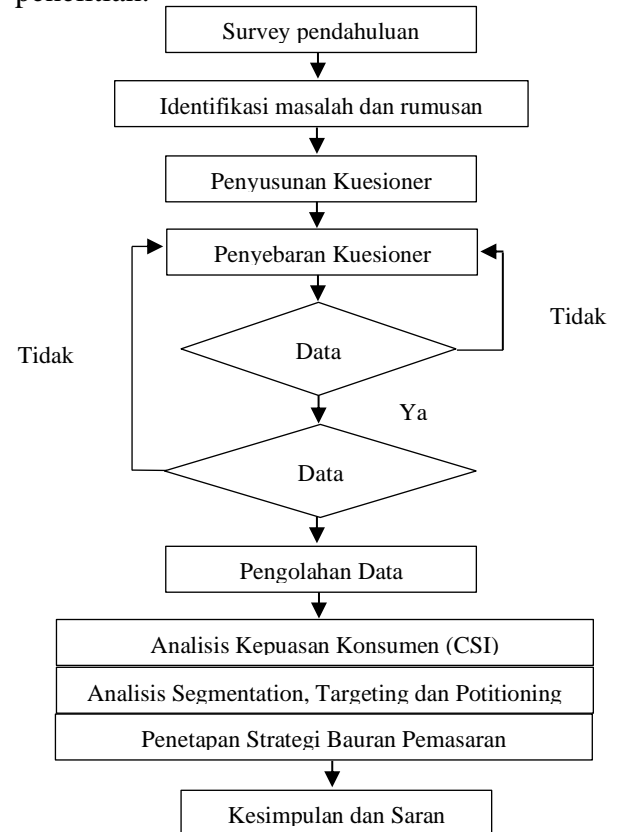 penelitian.
Survey pendahuluan
Identifikasi masalah dan rumusan
Penyusunan Kuesioner
Penyebaran Kuesioner
Tidak
Data
Tidak
Ya
Data
Pengolahan Data
Analisis Kepuasan Konsumen (CSI)
Analisis Segmentation, Targeting dan Potitioning
Penetapan Strategi Bauran Pemasaran
Kesimpulan dan Saran